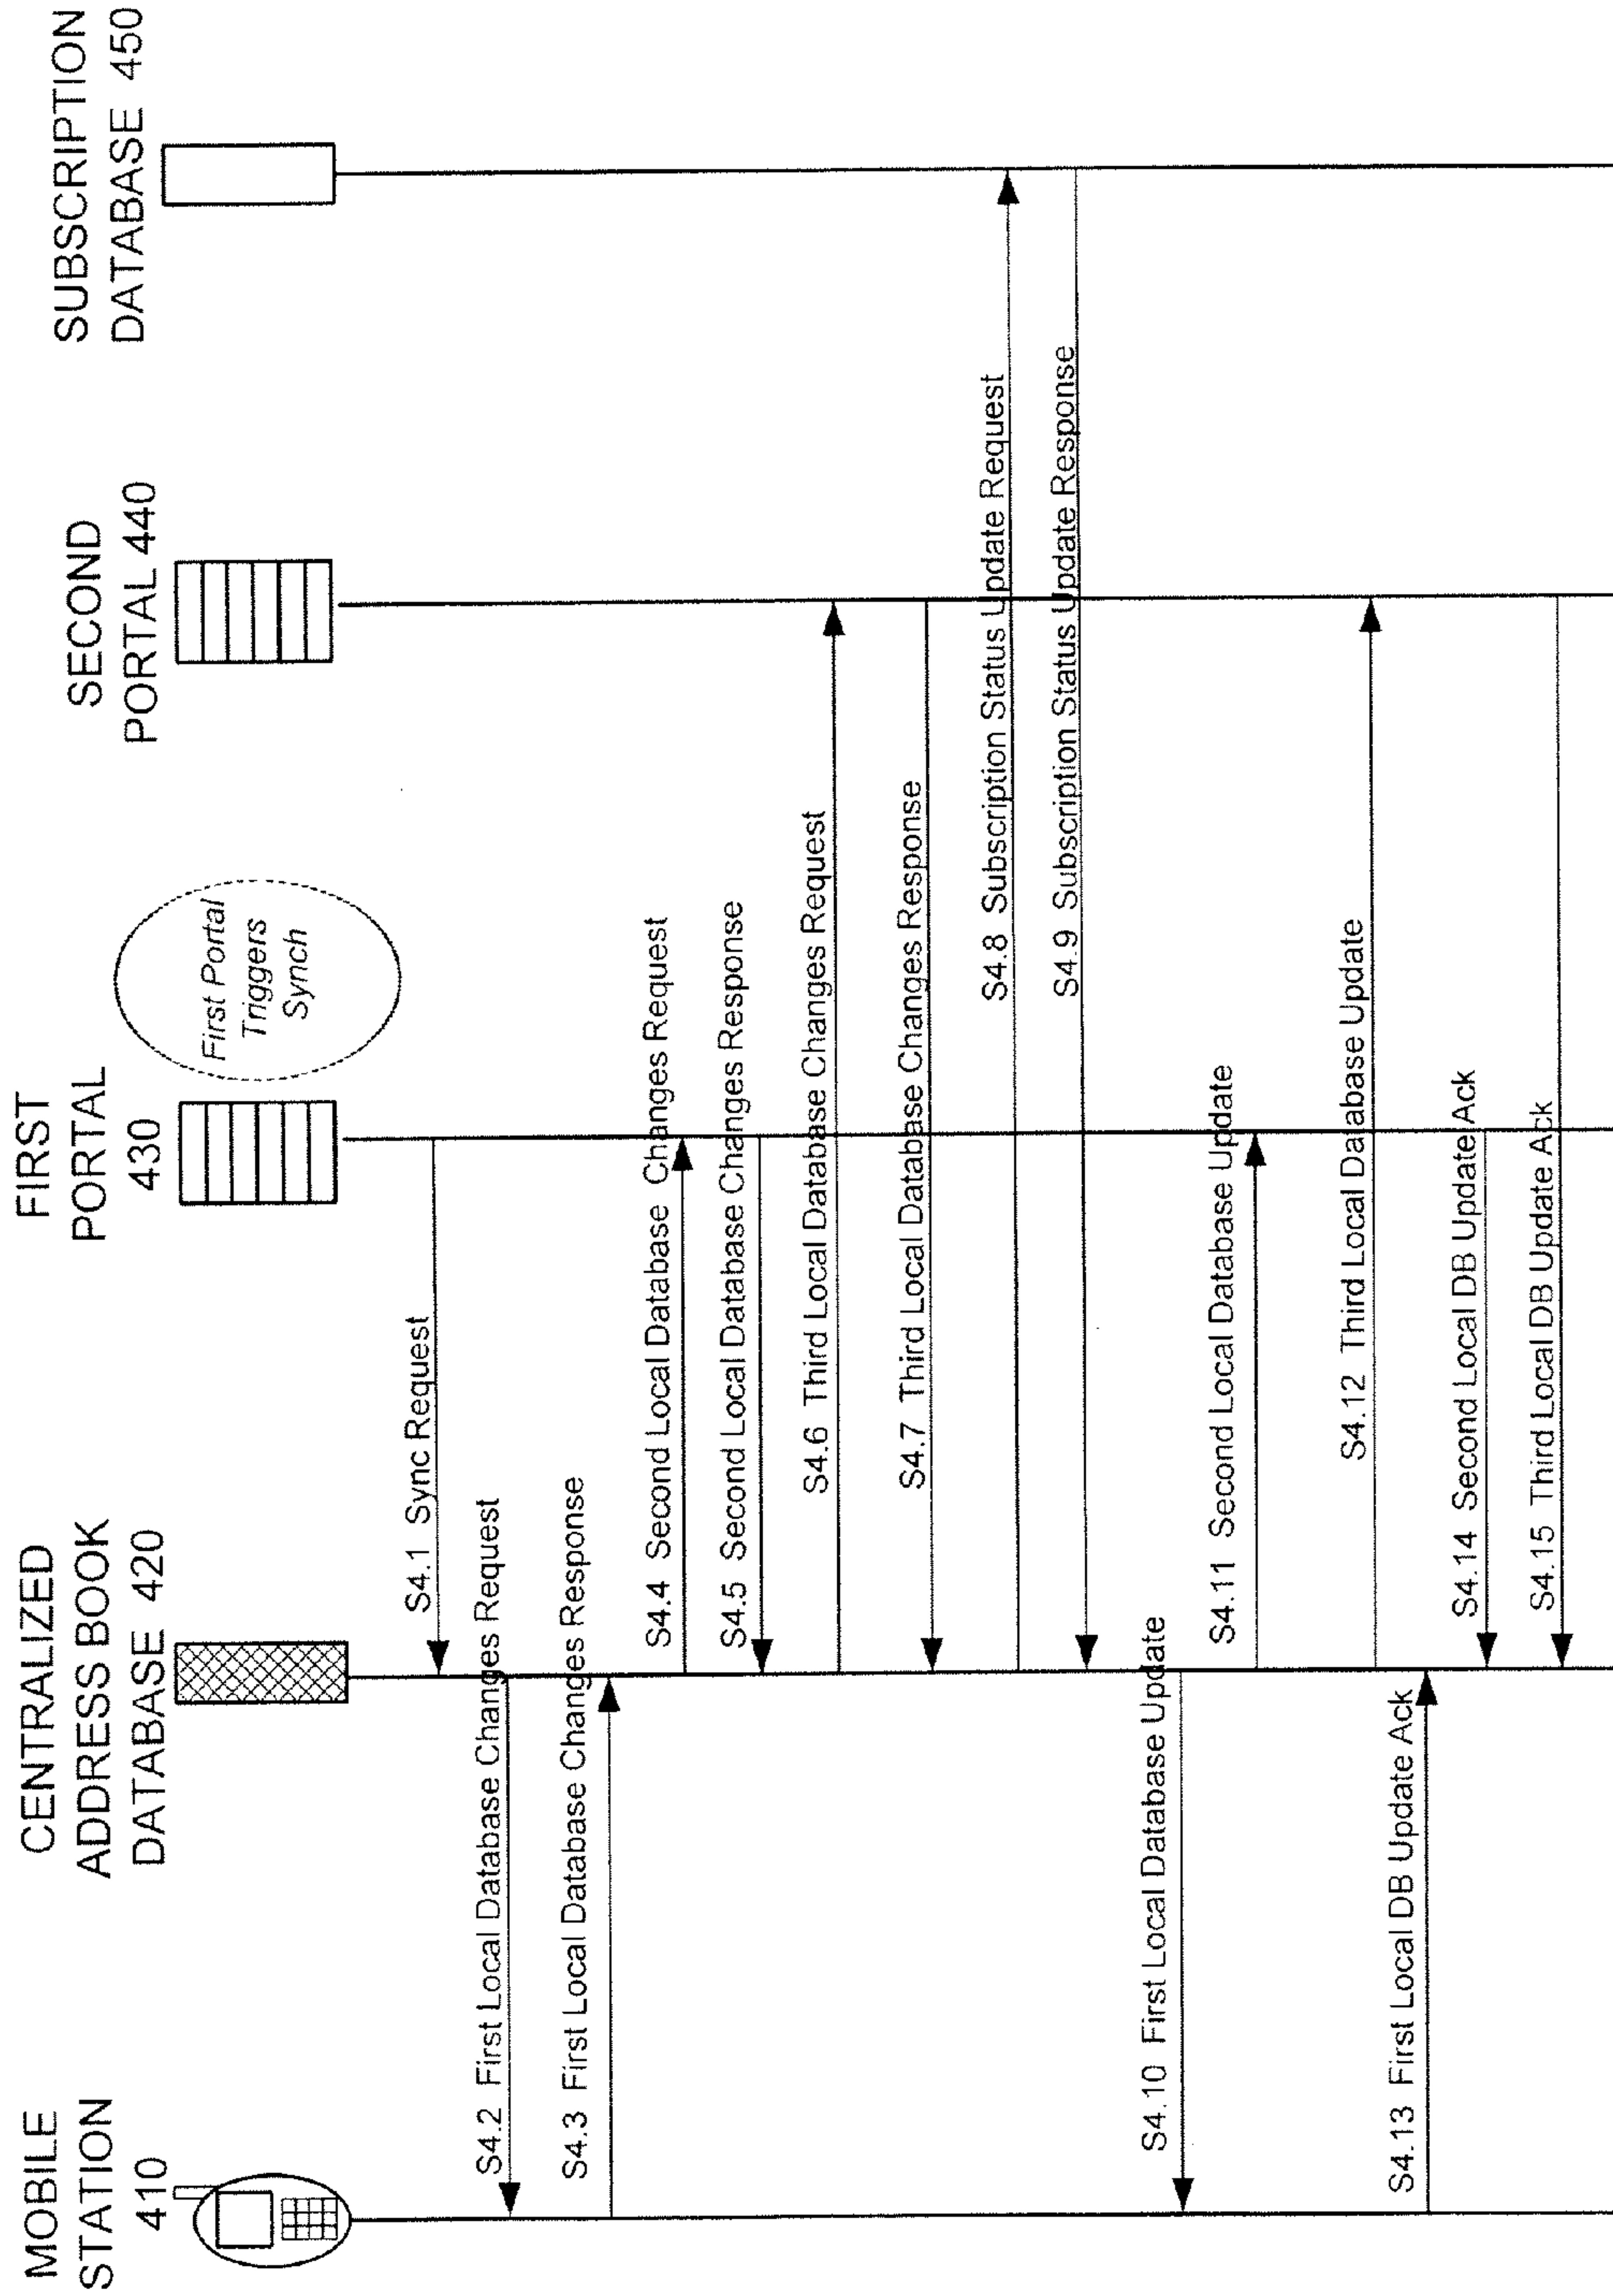 MOBILE
STATION
410
CENTRALIZED
ADDRESS BOOK
DATABASE 420
FIRST
PORTAL
430
First Portal
Triggers
Synch
SECOND
PORTAL 440
SUBSCRIPTION
DATABASE 450
S4.1 Sync Request
S4.2 First Local Database Changes Request
S4.3 First Local Database Changes Response
S4.4 Second Local Database Changes Request
S4.5 Second Local Database Changes Response
S4.6 Third Local Database Changes Request
S4.7 Third Local Database Changes Response
S4.8 Subscription Status Update Request
S4.9 Subscription Status Update Response
S4.10 First Local Database Update
S4.11 Second Local Database Update
S4.12 Third Local Database Update
S4.13 First Local DB Update Ack
S4.14 Second Local DB Update Ack
S4.15 Third Local DB Update Ack